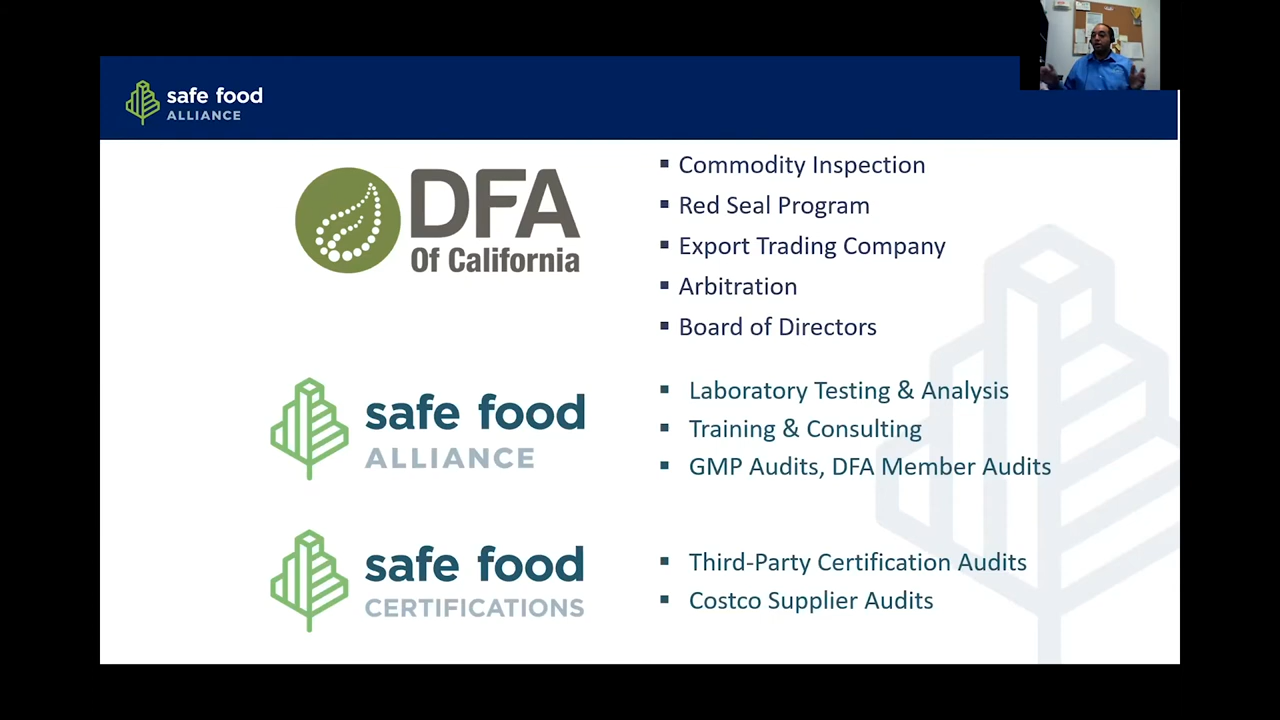 safe food
ALLIANCE
DFA
Of California
▪ Commodity Inspection
▪ Red Seal Program
▪ Export Trading Company
▪ Arbitration
▪ Board of Directors
safe food
ALLIANCE
▪ Laboratory Testing & Analysis
▪ Training & Consulting
▪ GMP Audits, DFA Member Audits
safe food
CERTIFICATIONS
▪ Third-Party Certification Audits
▪ Costco Supplier Audits